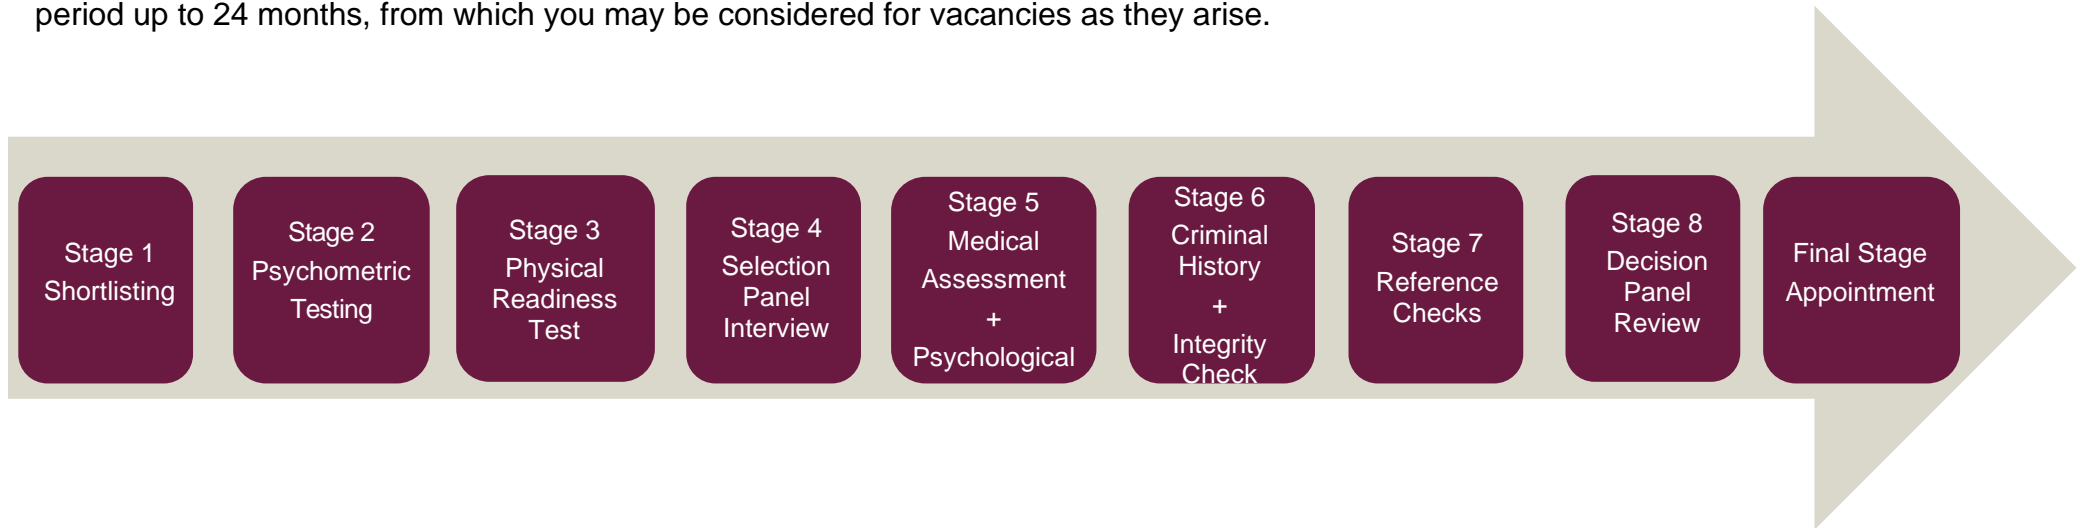 period up to 24 months, from which you may be considered for vacancies as they arise.
Stage 1
Shortlisting
Stage 2
Psychometric
Testing
Stage 3
Physical
Readiness
Test
Stage 4
Selection
Panel
Interview
Stage 5
Medical
Assessment
+
Psychological
Stage 6
Criminal
History
+
Integrity
Check
Stage 7
Reference
Checks
Stage 8
Decision
Panel
Review
Final Stage
Appointment